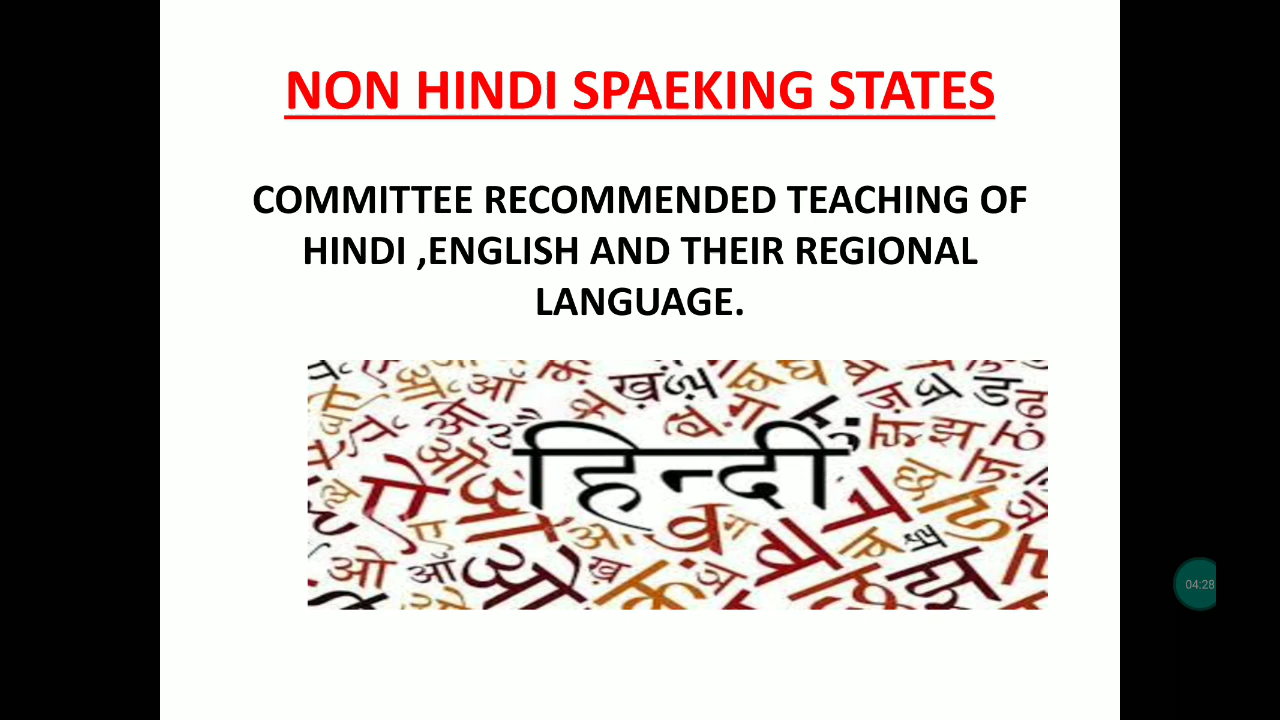 NON HINDI SPAEKING STATES
COMMITTEE RECOMMENDED TEACHING OF
HINDI ,ENGLISH AND THEIR REGIONAL
LANGUAGE.
हिन्दी
04:28